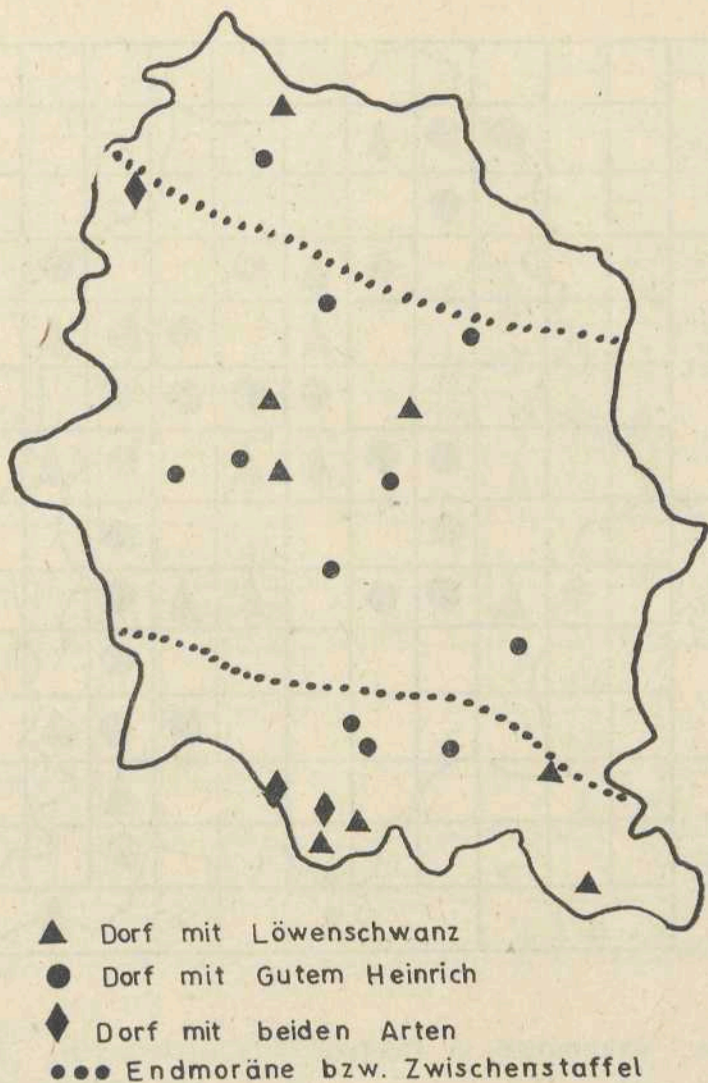 Dorf mit Löwenschwanz
Dorf mit Gutem Heinrich
Dorf mit beiden Arten
Endmoräne bzw. Zwischenstaffel